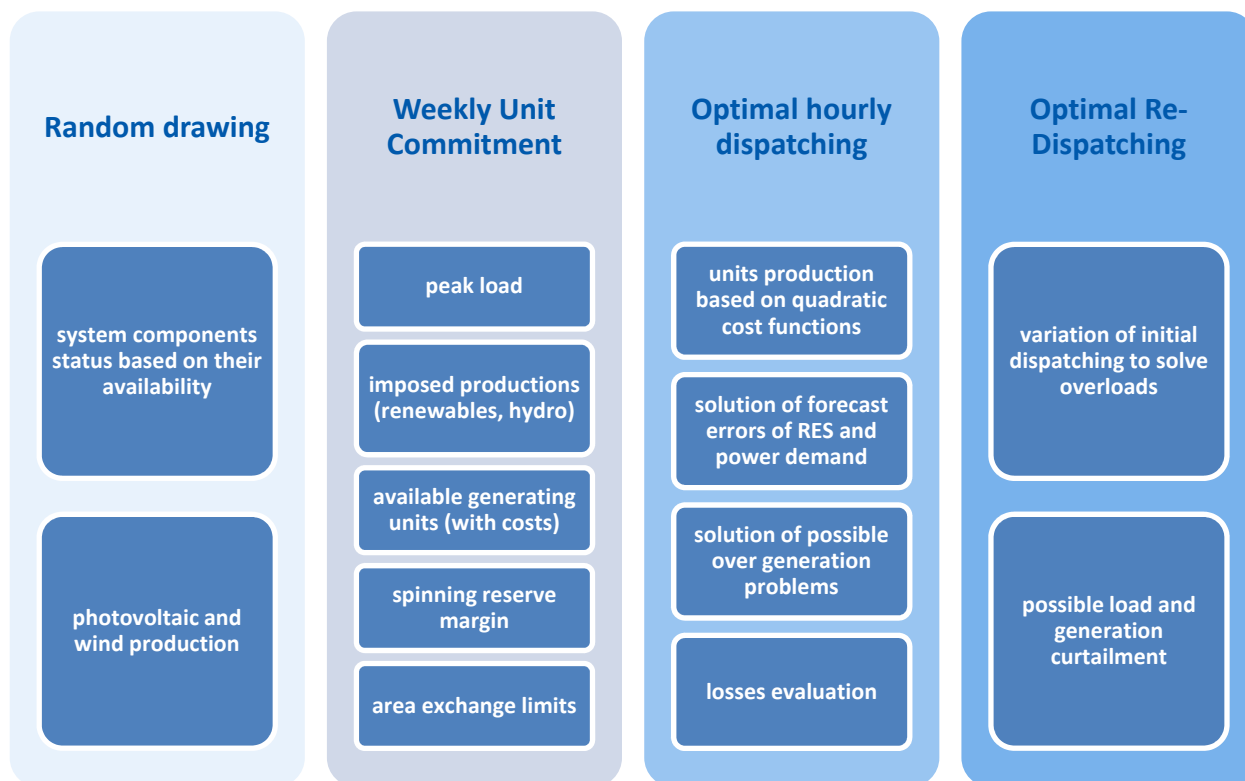 Random drawing
system components
status based on their
availability
photovoltaic and
wind production
Weekly Unit
Commitment
peak load
imposed productions
(renewables, hydro)
available generating
units (with costs)
spinning reserve
margin
area exchange limits
Optimal hourly
dispatching
units production
based on quadratic
cost functions
solution of forecast
errors of RES and
power demand
solution of possible
over generation
problems
losses evaluation
Optimal Re-
Dispatching
variation of initial
dispatching to solve
overloads
possible load and
generation
curtailment